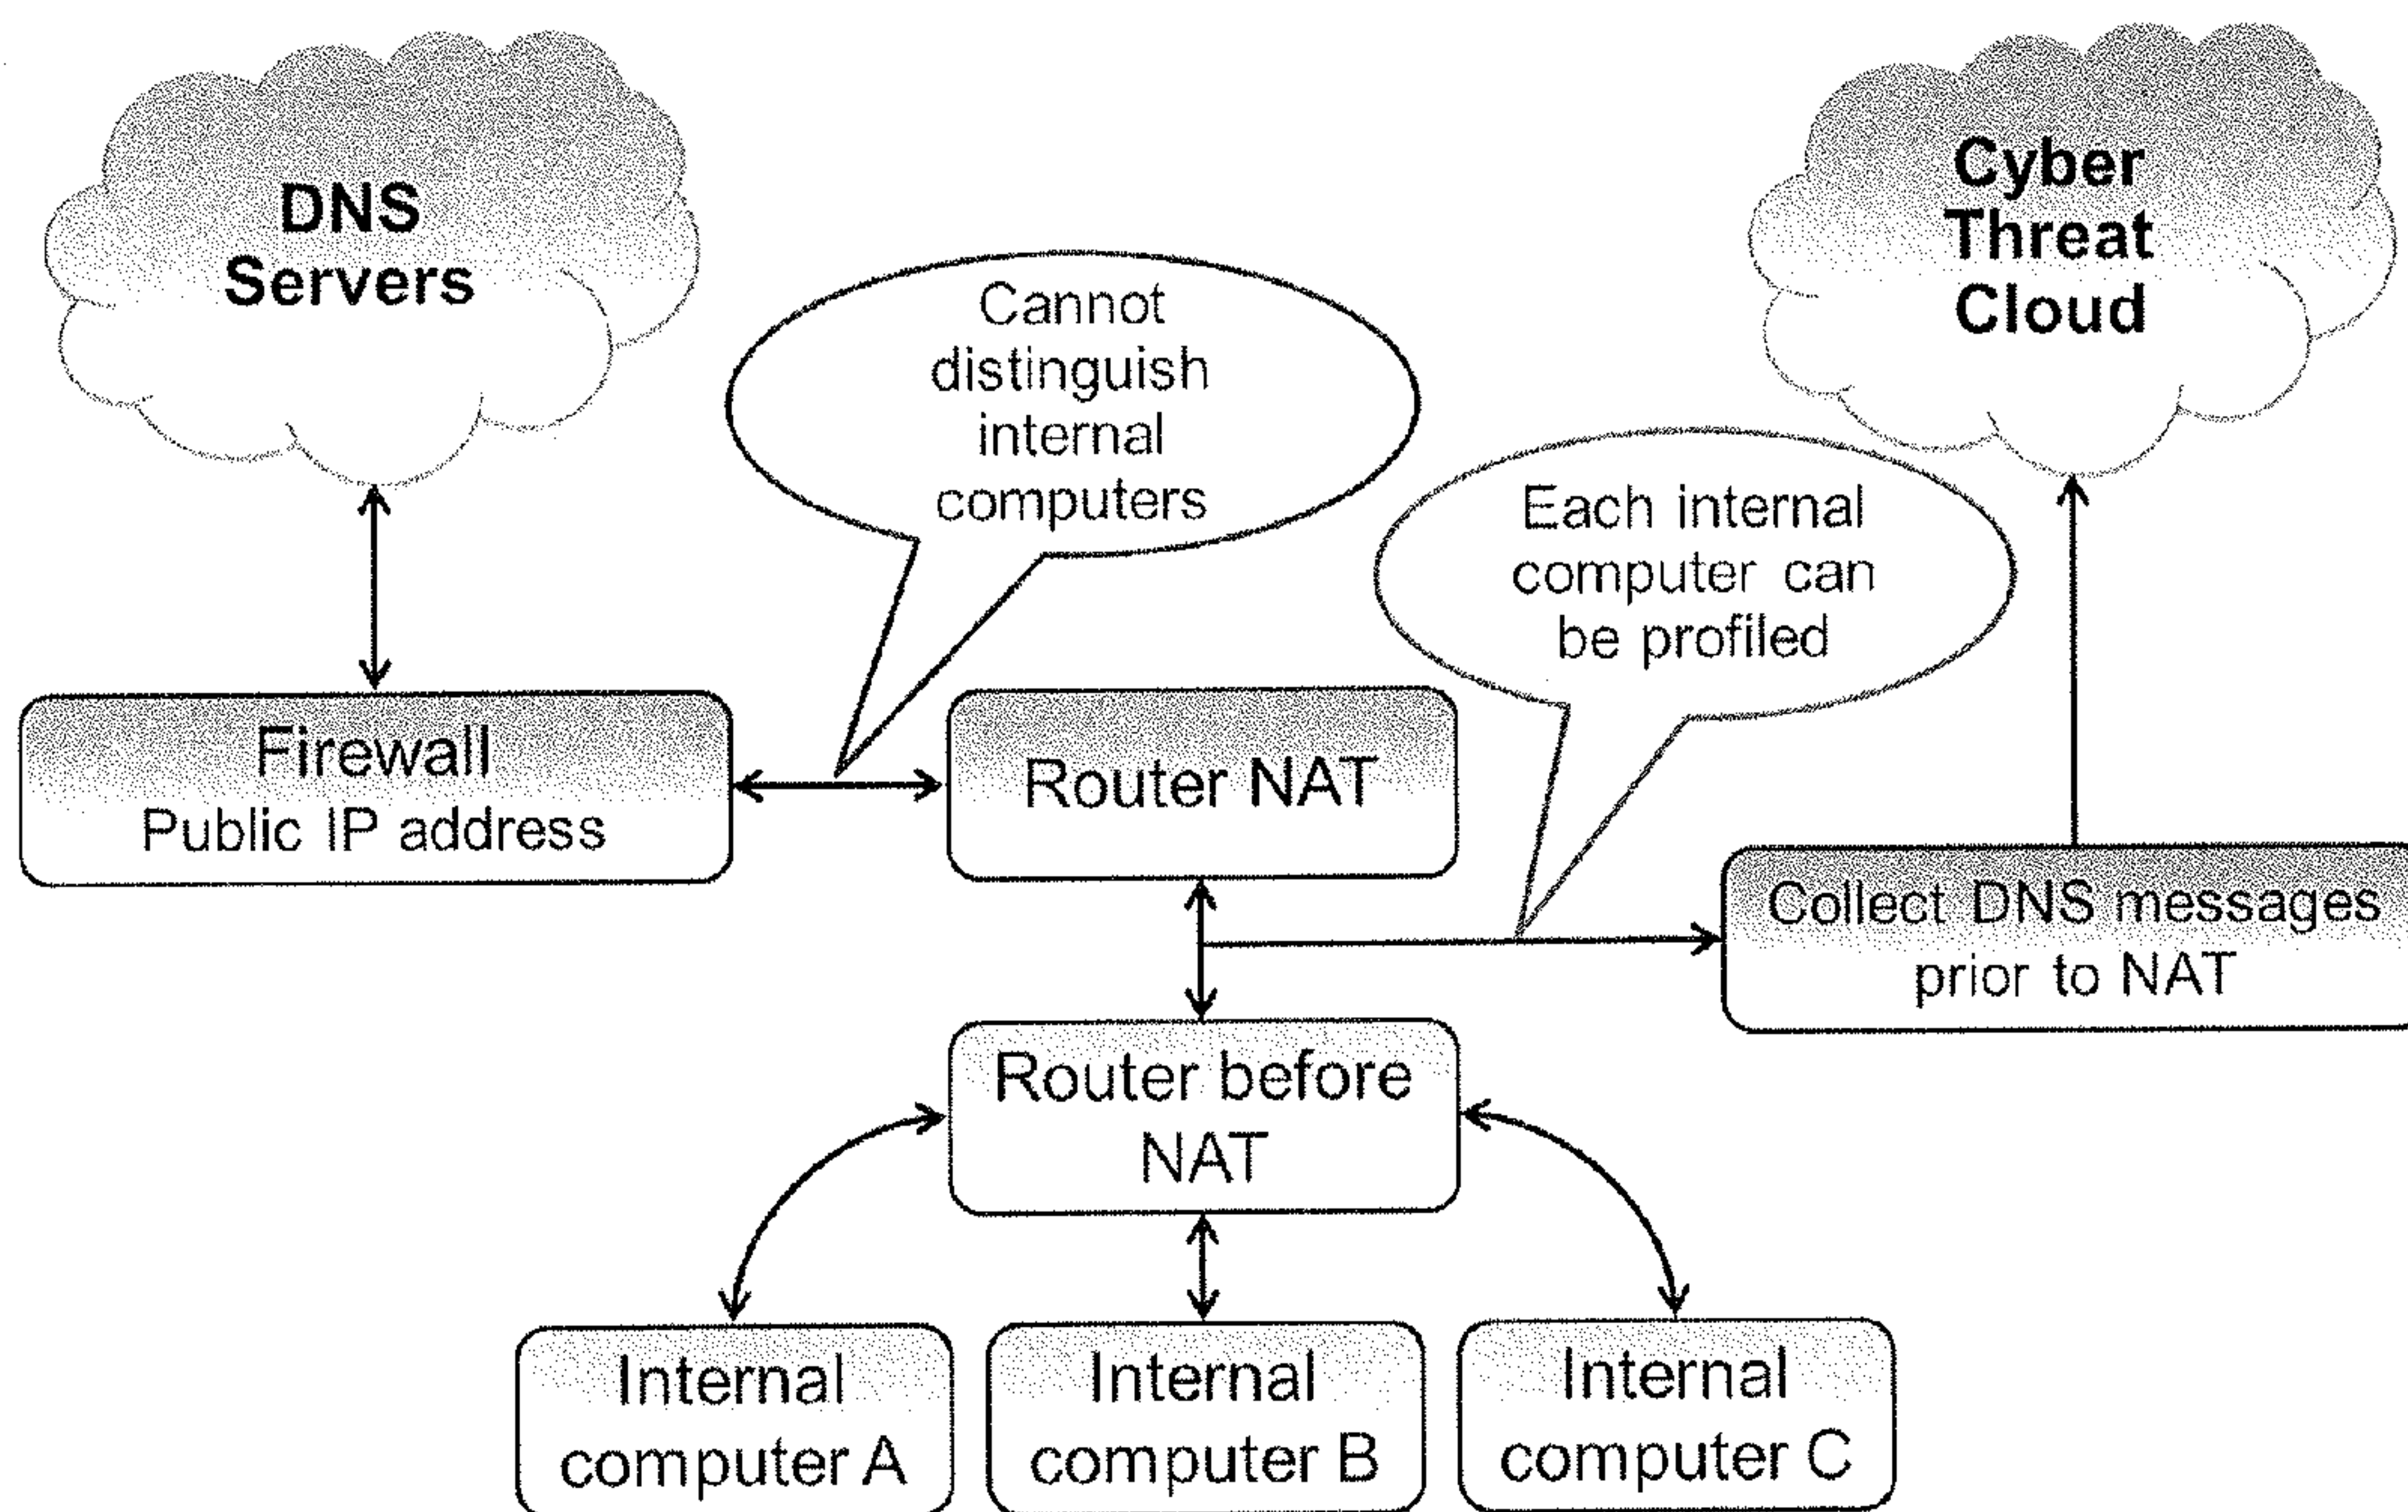 DNS
Servers
Cyber
Threat
Cloud
Cannot
distinguish
internal
computers
Each internal
computer can
be profiled
Firewall
Public IP address
Router NAT
Collect DNS messages
prior to NAT
Router before
NAT
Internal
computer A
Internal
computer B
Internal
computer C